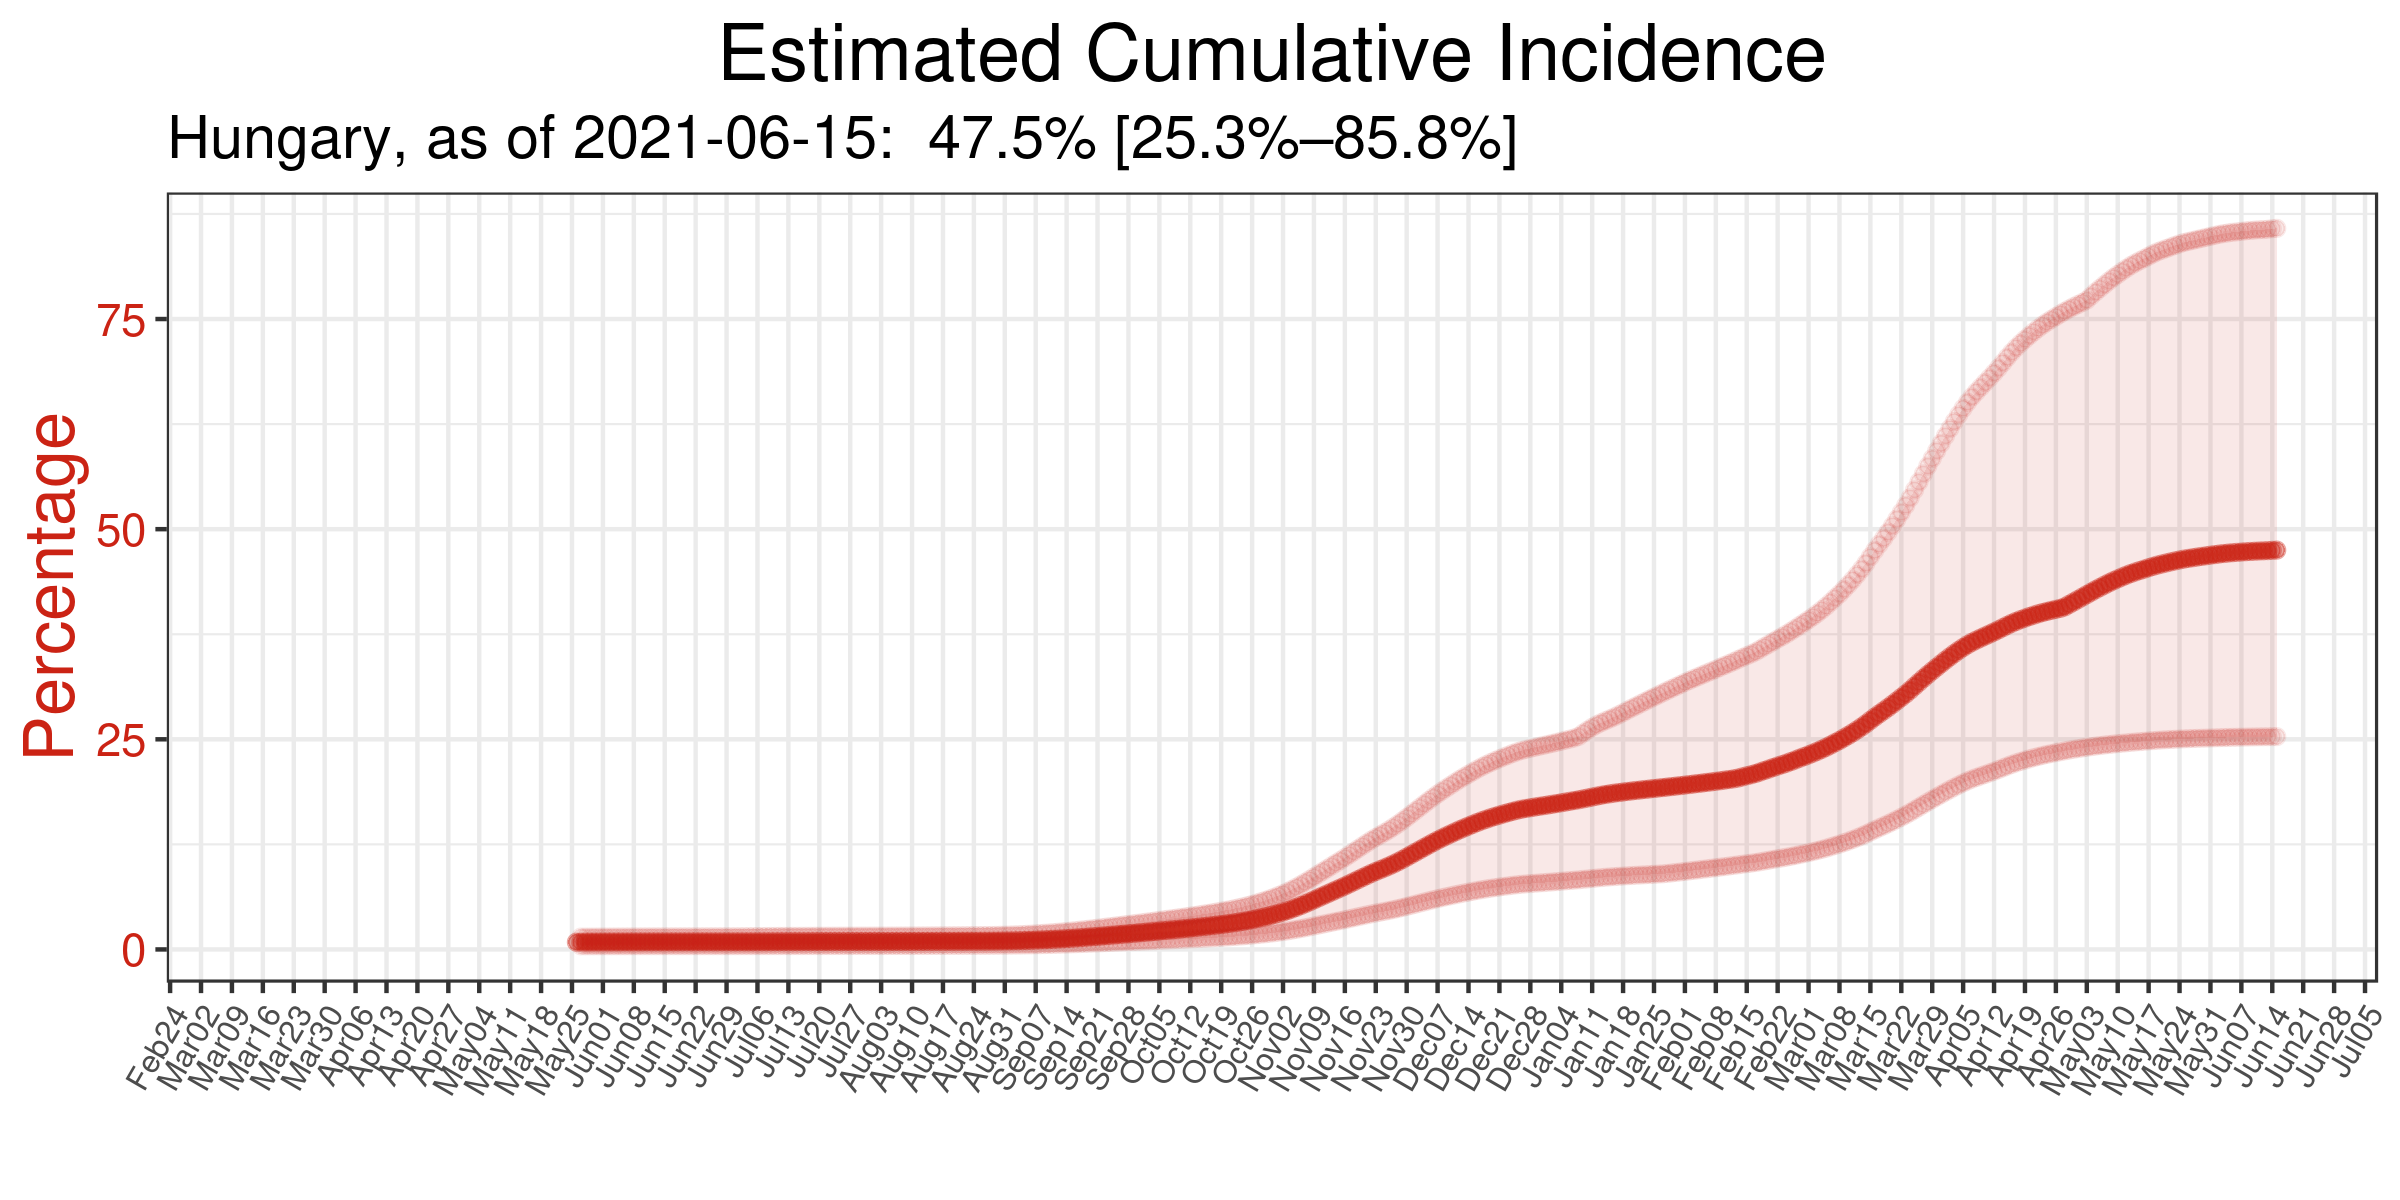 Estimated Cumulative Incidence
Hungary, as of 2021-06-15: 47.5% [25.3%–85.8%]
Percentage
75
50
25
0
Feb24
Mar02
Mar09
Mar16
Mar23
Mar30
Apr06
Apr13
Apr20
Apr27
May04
May11
May18
May25
Jun01
Jun08
Jun15
Jun22
Jun29
Jul06
Jul13
Jul20
Jul27
Aug03
Aug10
Aug17
Aug24
Aug31
Sep07
Sep14
Sep21
Sep28
Oct05
Oct12
Oct19
Oct26
Nov02
Nov09
Nov16
Nov23
Nov30
Dec07
Dec14
Dec21
Dec28
Jan04
Jan11
Jan18
Jan25
Feb01
Feb08
Feb15
Feb22
Mar01
Mar08
Mar15
Mar22
Mar29
Apr05
Apr12
Apr19
Apr26
May03
May10
May17
May24
May31
Jun07
Jun14
Jun21
Jun28
Jul05